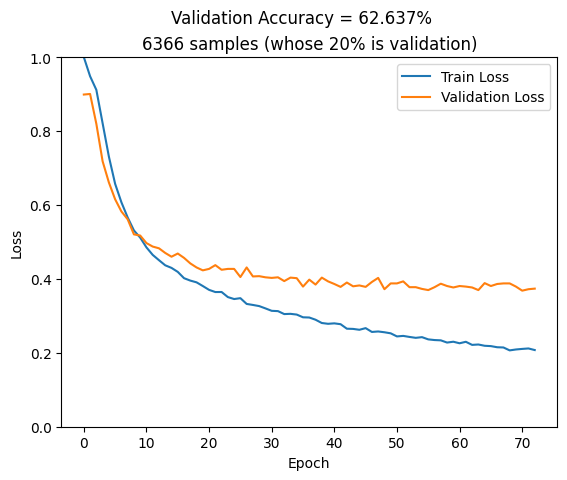 Validation Accuracy = 62.637%
6366 samples (whose 20% is validation)
Train Loss
Validation Loss
Loss
1.0
0.8
0.6
0.4
0.2
0.0
0 10 20 30 40 50 60 70
Epoch